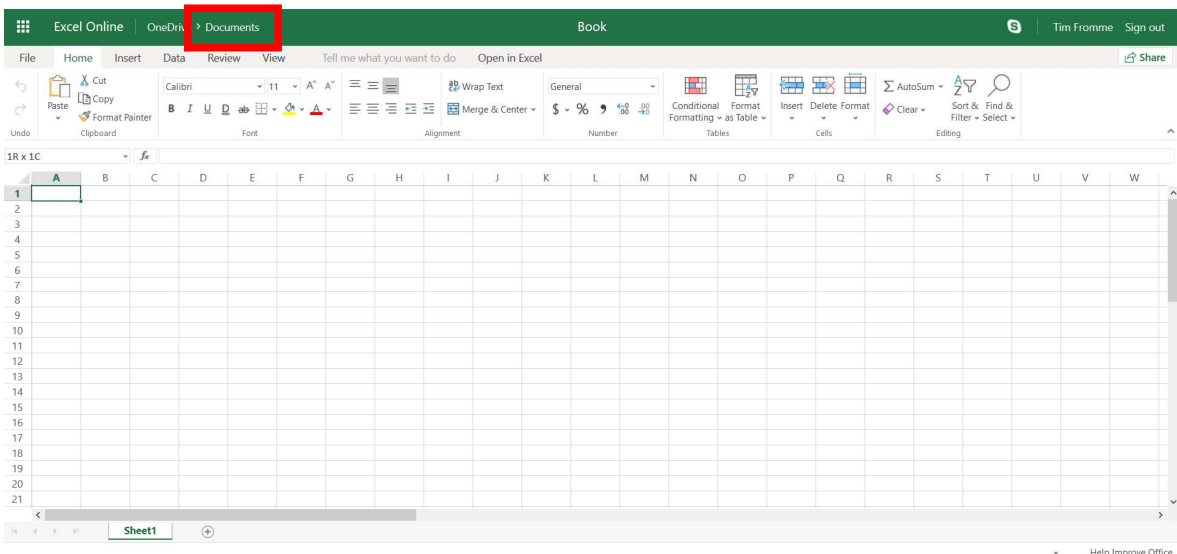 Excel Online OneDrive > Documents Book Tim Fromme Sign out
File Home Insert Data Review View Tell me what you want to do Open in Excel Share
Cut Calibri 11 A^ A˅ Wrap Text General AutoSum
Paste Copy B I U D ab A Merge & Center $ % , .00 Conditional Formatting Format as Table Insert Delete Format Clear Sort & Filter Find & Select
Format Painter
Undo Clipboard Font Alignment Number Tables Cells Editing
1R x 1C fx
A B C D E F G H I J K L M N O P Q R S T U V W
1
2
3
4
5
6
7
8
9
10
11
12
13
14
15
16
17
18
19
20
21
Sheet1
Help Improve Office